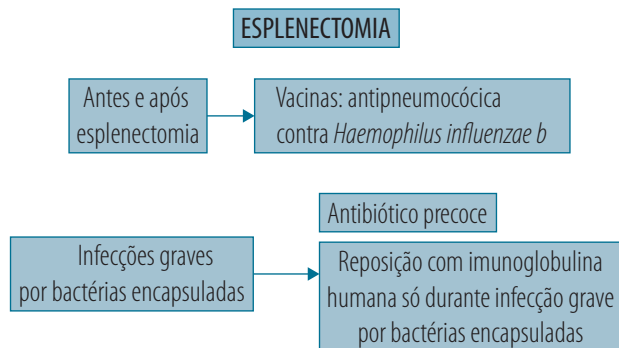 ESPLENECTOMIA
Antes e após
esplenectomia
Vacinas: antipneumocócica
contra Haemophilus influenzae b
Antibiótico precoce
Infecções graves
por bactérias encapsuladas
Reposição com imunoglobulina
humana só durante infecção grave
por bactérias encapsuladas